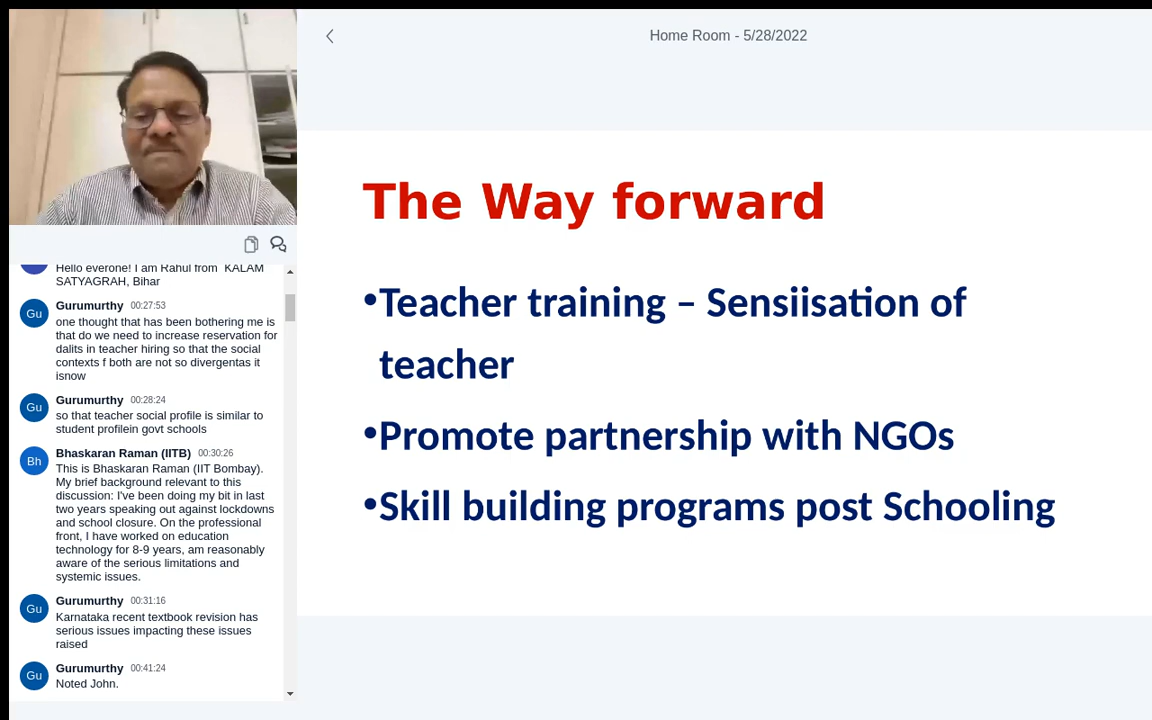 Home Room - 5/28/2022
Hello everone! I am Rahul from KALAM
SATYAGRAH, Bihar
Gu
Gurumurthy 00:27:53
one thought that has been bothering me is
that do we need to increase reservation for
dalits in teacher hiring so that the social
contexts f both are not so divergentas it
isnow
Gu
Gurumurthy 00:28:24
so that teacher social profile is similar to
student profilein govt schools
Bh
Bhaskaran Raman (IITB) 00:30:26
This is Bhaskaran Raman (IIT Bombay).
My brief background relevant to this
discussion: I've been doing my bit in last
two years speaking out against lockdowns
and school closure. On the professional
front, I have worked on education
technology for 8-9 years, am reasonably
aware of the serious limitations and
systemic issues.
Gu
Gurumurthy 00:31:16
Karnataka recent textbook revision has
serious issues impacting these issues
raised
Gu
Gurumurthy 00:41:24
Noted John.
The Way forward
•Teacher training – Sensiisation of
teacher
•Promote partnership with NGOs
•Skill building programs post Schooling